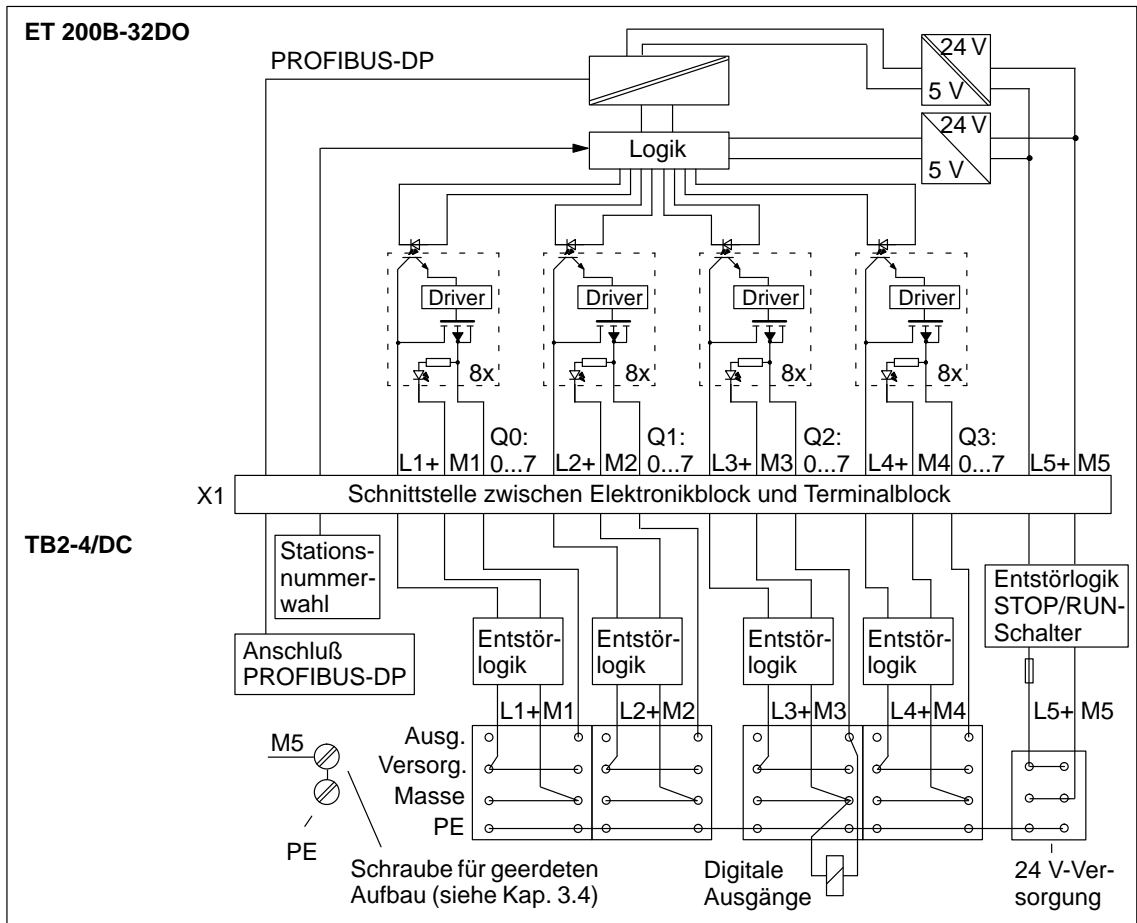 ET 200B-32DO
PROFIBUS-DP
24 V
5 V
24 V
5 V
Logik
Driver
Driver
Driver
Driver
8x
8x
8x
8x
Q0:
Q1:
Q2:
Q3:
L1+ M1 0...7 L2+ M2 0...7 L3+ M3 0...7 L4+ M4 0...7 L5+ M5
X1
Schnittstelle zwischen Elektronikblock und Terminalblock
TB2-4/DC
Stations-
nummer-
wahl
Entstörlogik
STOP/RUN-
Schalter
Entstör-
logik
Entstör-
logik
Entstör-
logik
Entstör-
logik
Anschluß
PROFIBUS-DP
L1+ M1
L2+ M2
L3+ M3
L4+ M4
L5+ M5
M5
Ausg.
Versorg.
Masse
PE
PE
Schraube für geerdeten
Aufbau (siehe Kap. 3.4)
Digitale
Ausgänge
24 V-Ver-
sorgung